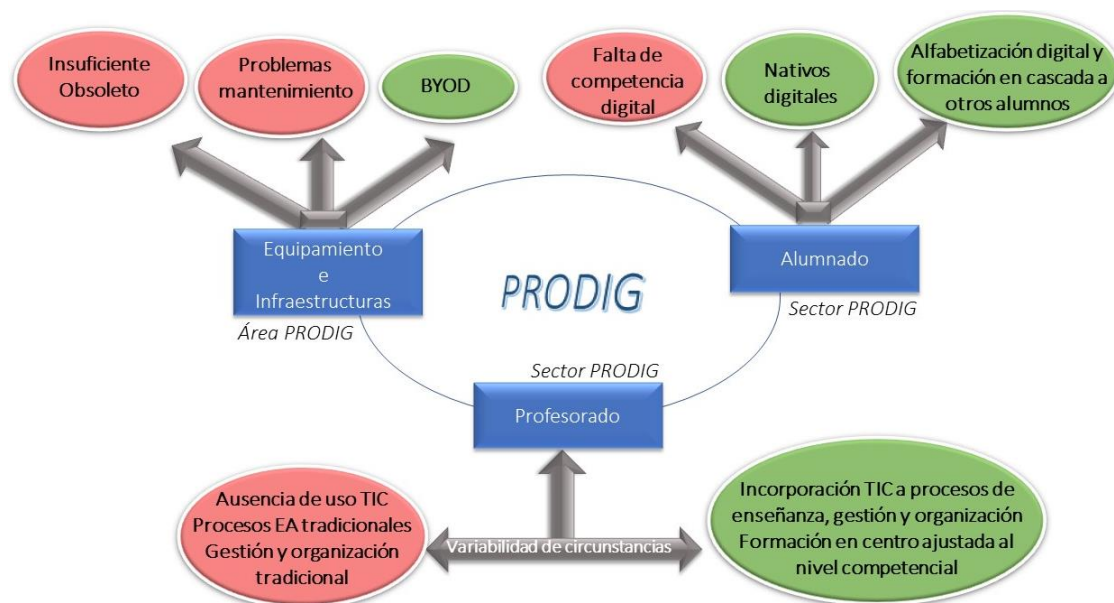 Insuficiente
Obsoleto
Problemas
mantenimiento
BYOD
Falta de
competencia
digital
Nativos
digitales
Alfabetización digital y
formación en cascada a
otros alumnos
Equipamiento
e
Infraestructuras
Área PRODIG
PRODIG
Alumnado
Sector PRODIG
Sector PRODIG
Profesorado
Ausencia de uso TIC
Procesos EA tradicionales
Gestión y organización
tradicional
Variabilidad de circunstancias
Incorporación TIC a procesos de
enseñanza, gestión y organización
Formación en centro ajustada al
nivel competencial